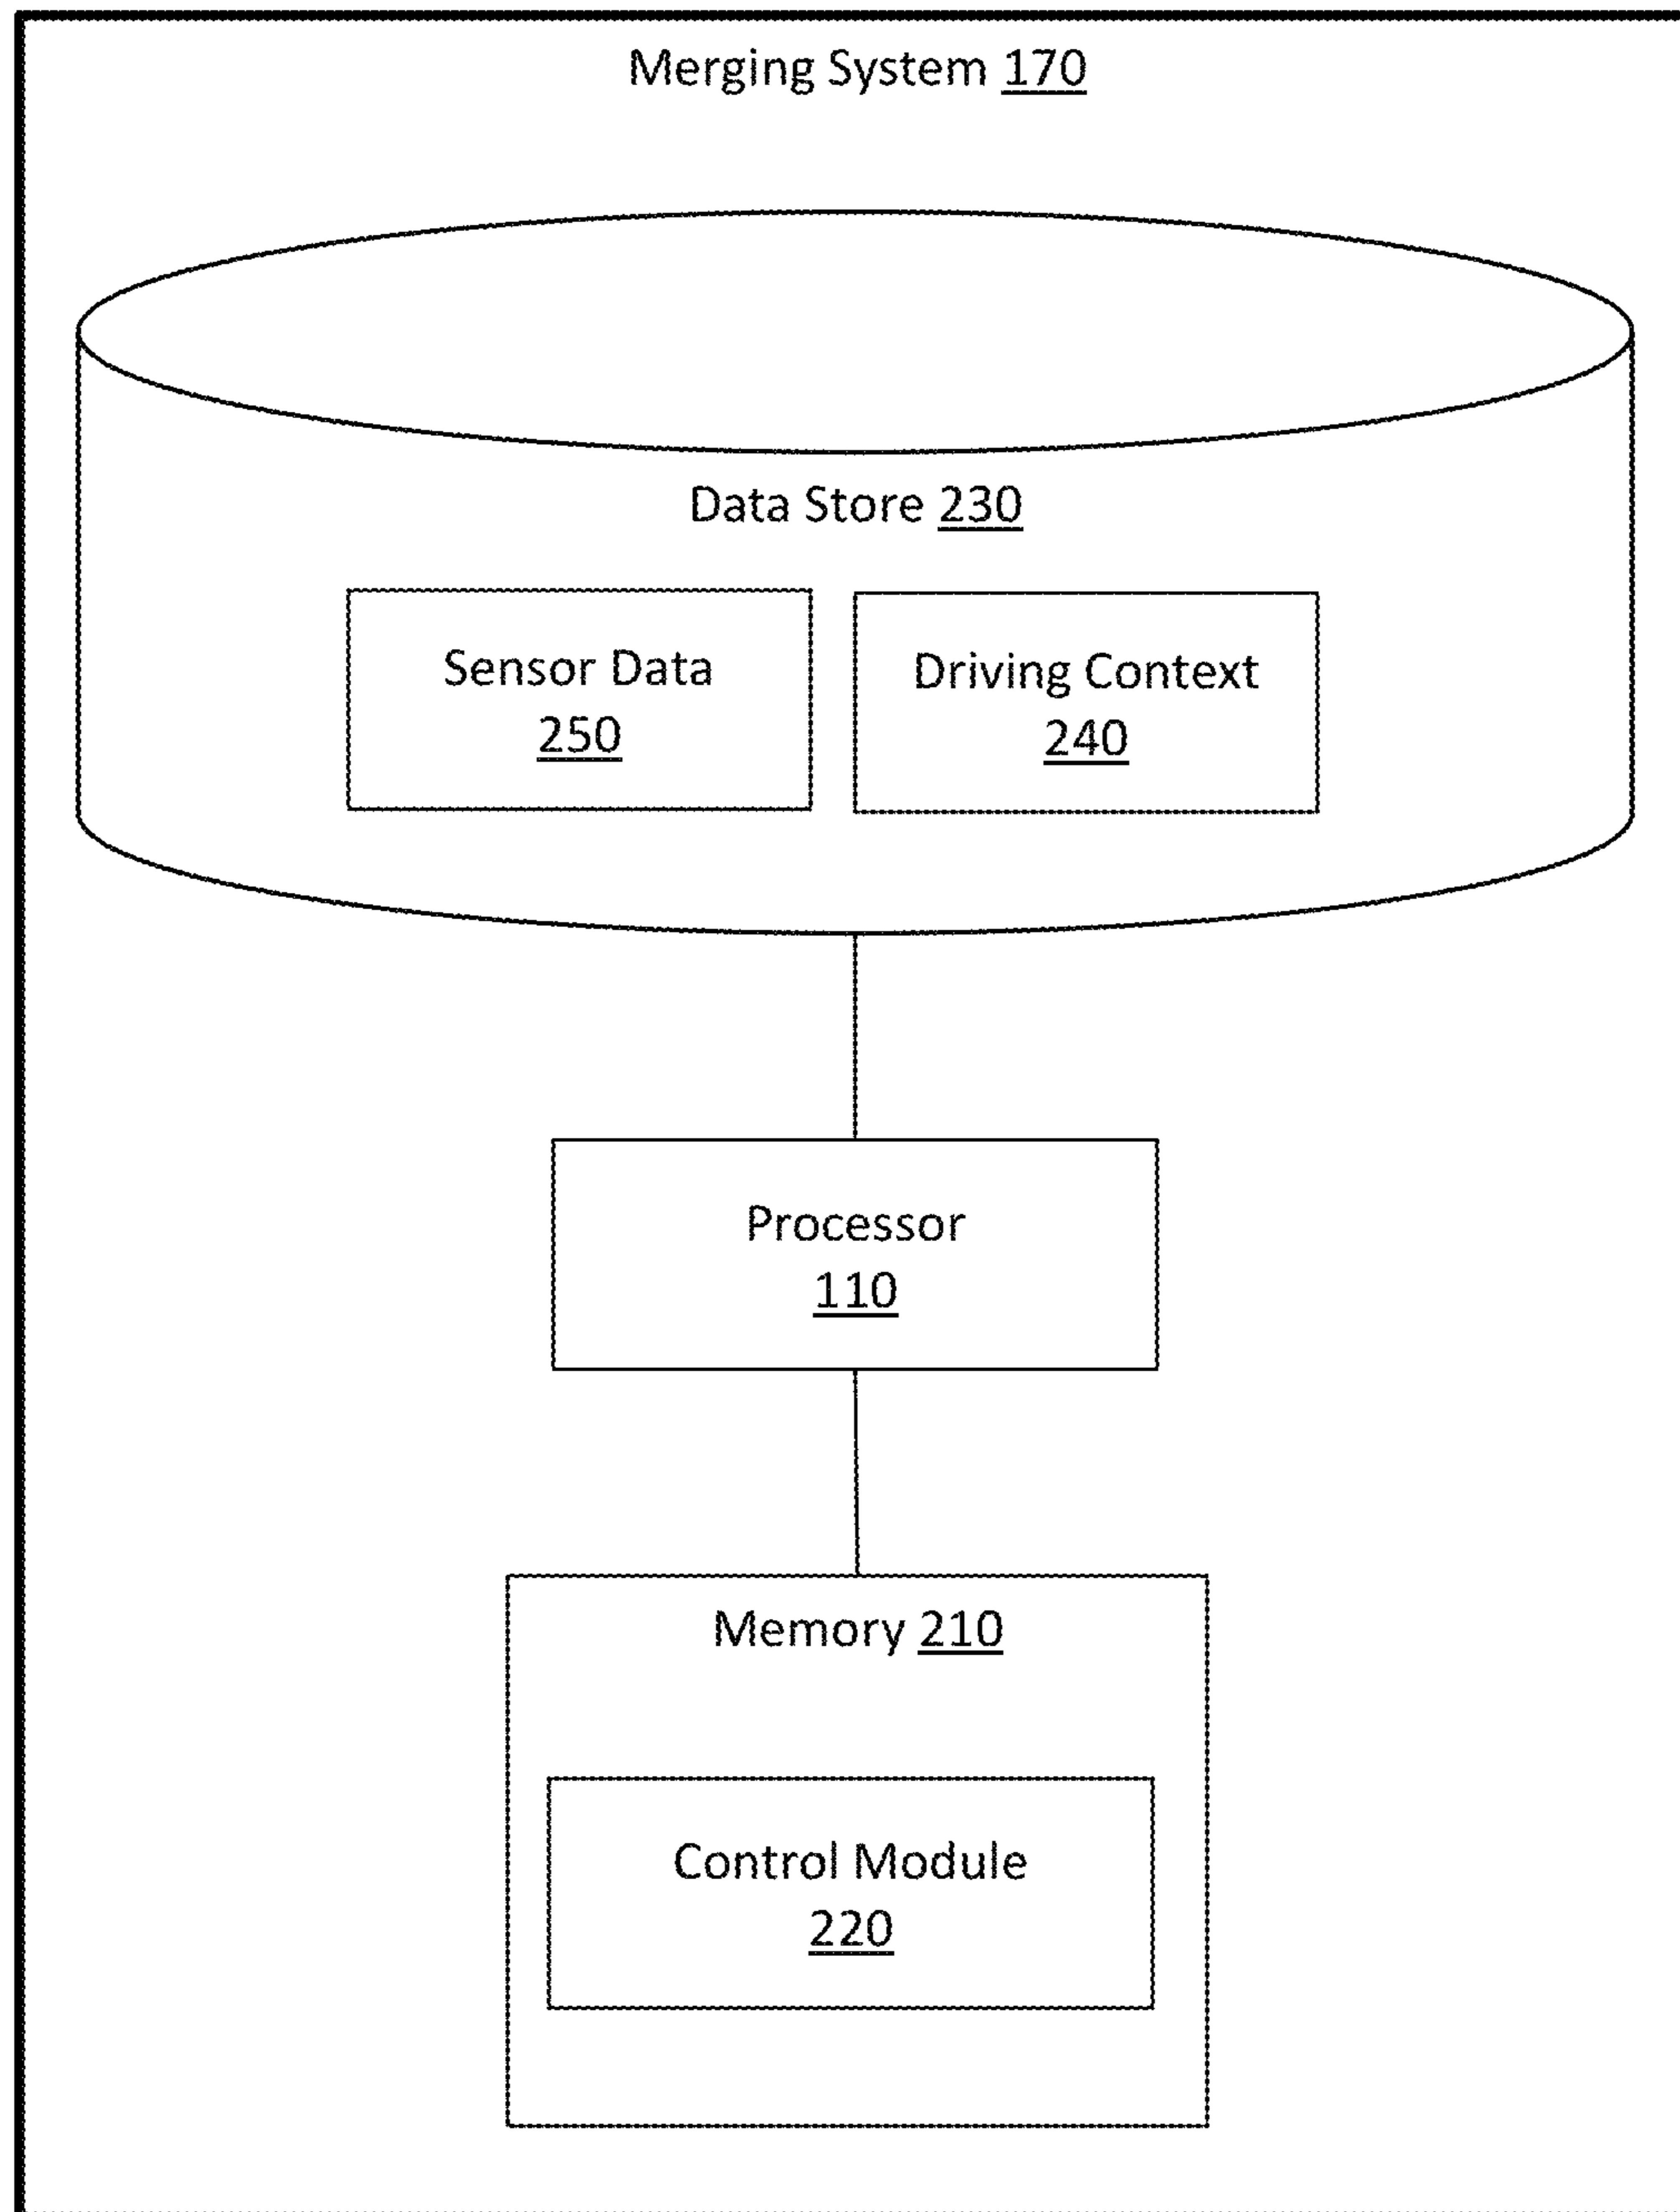 Merging System 170
Data Store 230
Sensor Data
250
Driving Context
240
Processor
110
Memory 210
Control Module
220